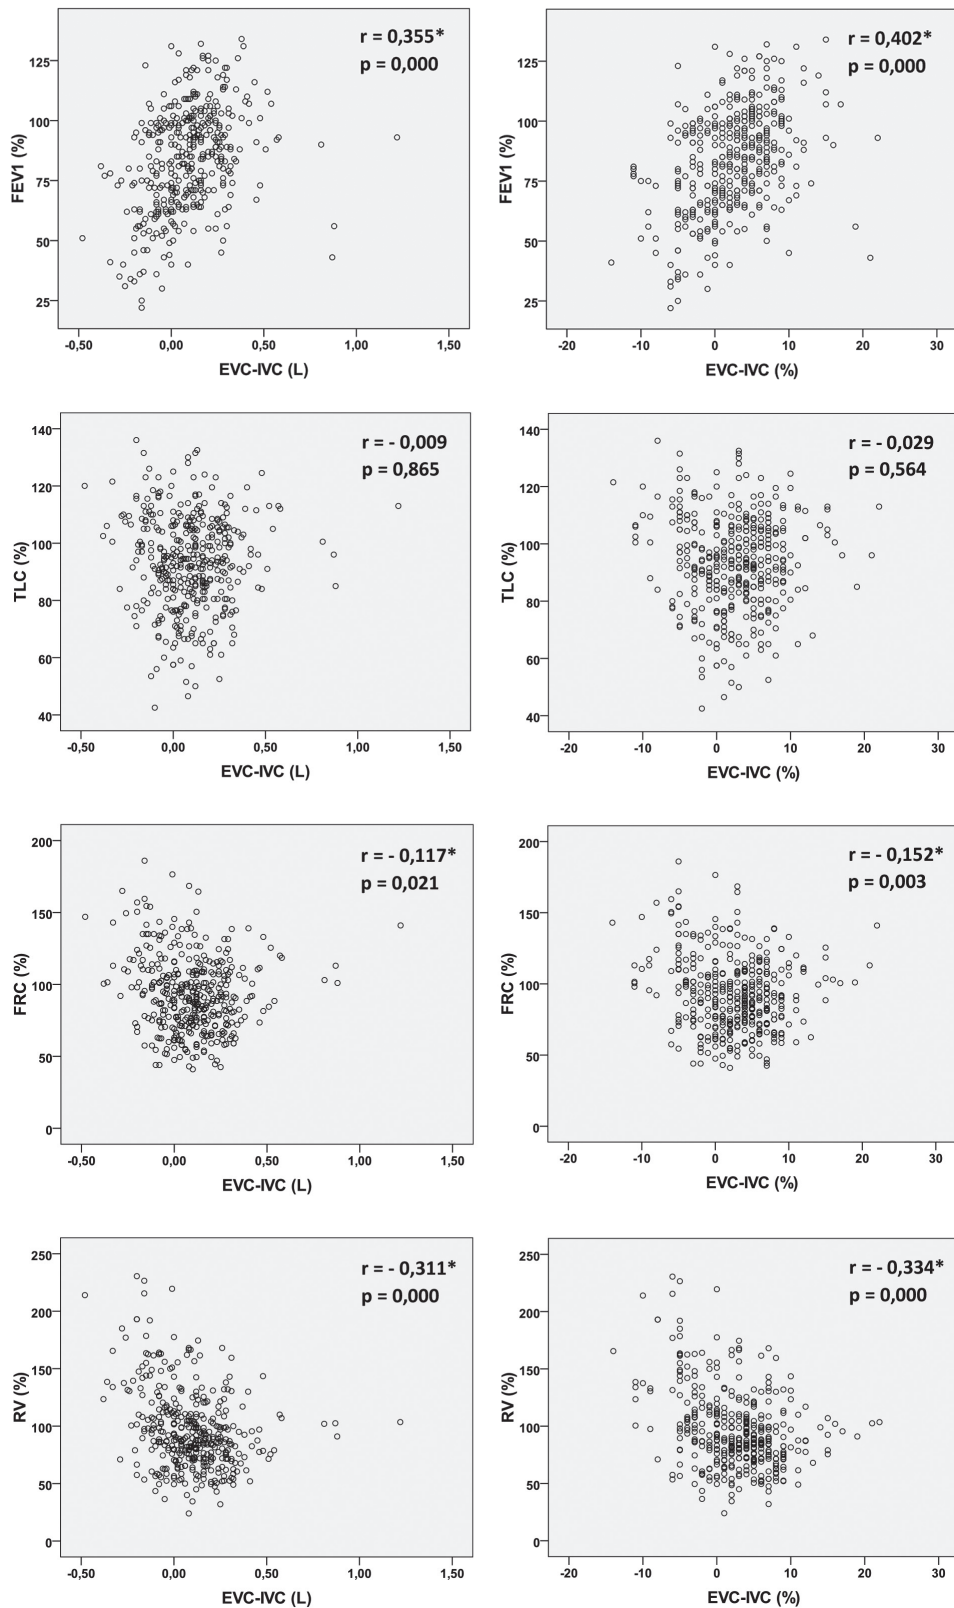 r = 0,355*
p = 0,000
FEV1 (%)
125
100
75
50
25
-0,50 0,00 0,50 1,00 1,50
EVC-IVC (L)
r = 0,402*
p = 0,000
FEV1 (%)
125
100
75
50
25
-20 -10 0 10 20 30
EVC-IVC (%)
r = - 0,009
p = 0,865
TLC (%)
140
120
100
80
60
40
-0,50 0,00 0,50 1,00 1,50
EVC-IVC (L)
r = - 0,029
p = 0,564
TLC (%)
140
120
100
80
60
40
-20 -10 0 10 20 30
EVC-IVC (%)
r = - 0,117*
p = 0,021
FRC (%)
200
150
100
50
0
-0,50 0,00 0,50 1,00 1,50
EVC-IVC (L)
r = - 0,152*
p = 0,003
FRC (%)
200
150
100
50
0
-20 -10 0 10 20 30
EVC-IVC (%)
r = - 0,311*
p = 0,000
RV (%)
250
200
150
100
50
0
-0,50 0,00 0,50 1,00 1,50
EVC-IVC (L)
r = - 0,334*
p = 0,000
RV (%)
250
200
150
100
50
0
-20 -10 0 10 20 30
EVC-IVC (%)